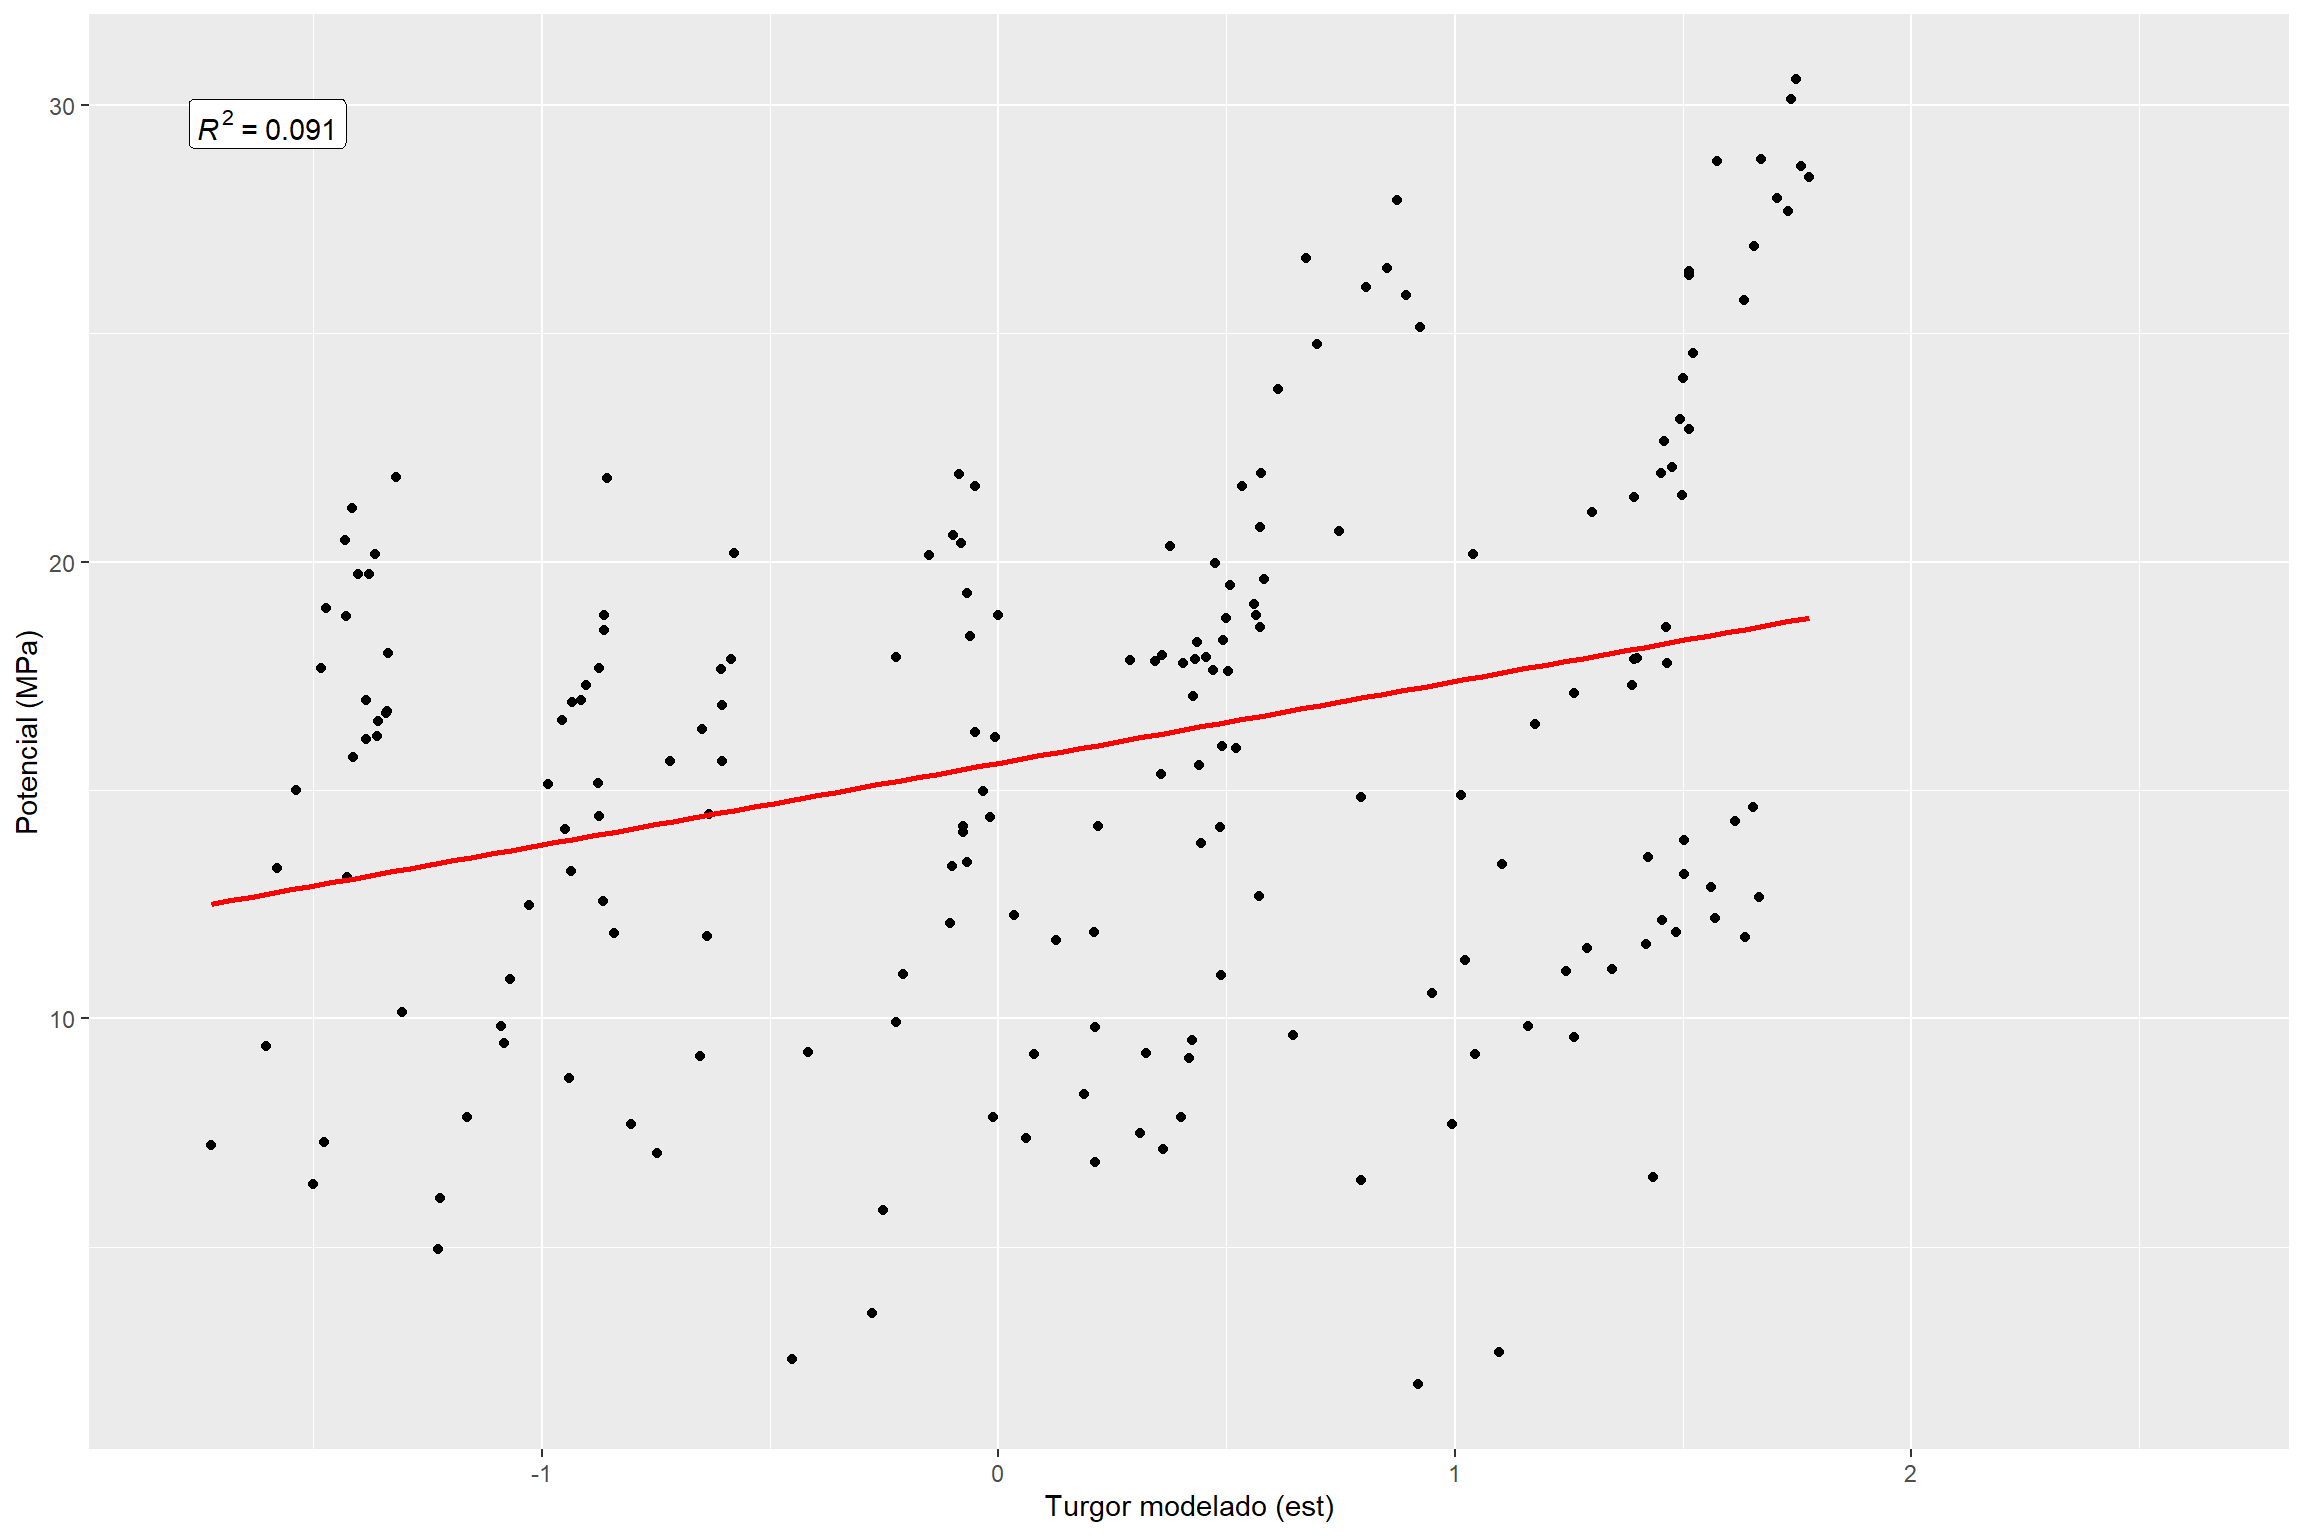 R² = 0.091
30
20
10
Potencial (MPa)
-1 0 1 2
Turgor modelado (est)